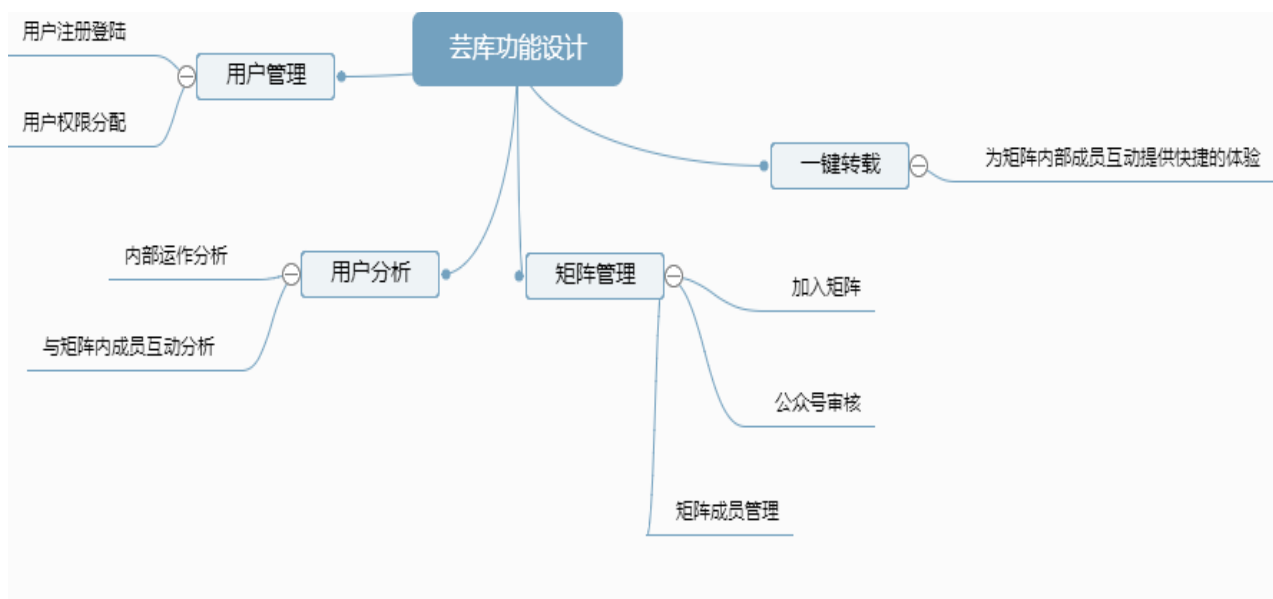 芸库功能设计
用户管理
用户注册登陆
用户权限分配
用户分析
内部运作分析
与矩阵内成员互动分析
矩阵管理
加入矩阵
公众号审核
矩阵成员管理
一键转载
为矩阵内部成员互动提供快捷的体验